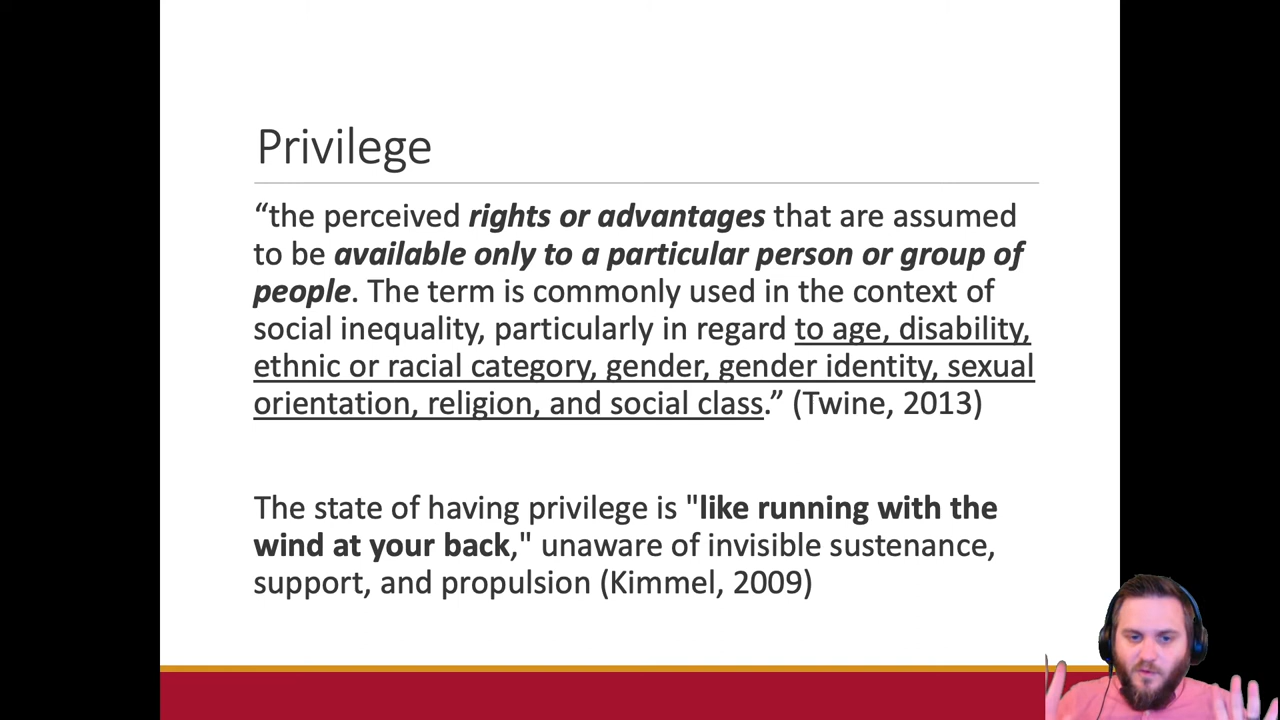 Privilege
“the perceived rights or advantages that are assumed
to be available only to a particular person or group of
people. The term is commonly used in the context of
social inequality, particularly in regard to age, disability,
ethnic or racial category, gender, gender identity, sexual
orientation, religion, and social class.” (Twine, 2013)
The state of having privilege is "like running with the
wind at your back," unaware of invisible sustenance,
support, and propulsion (Kimmel, 2009)